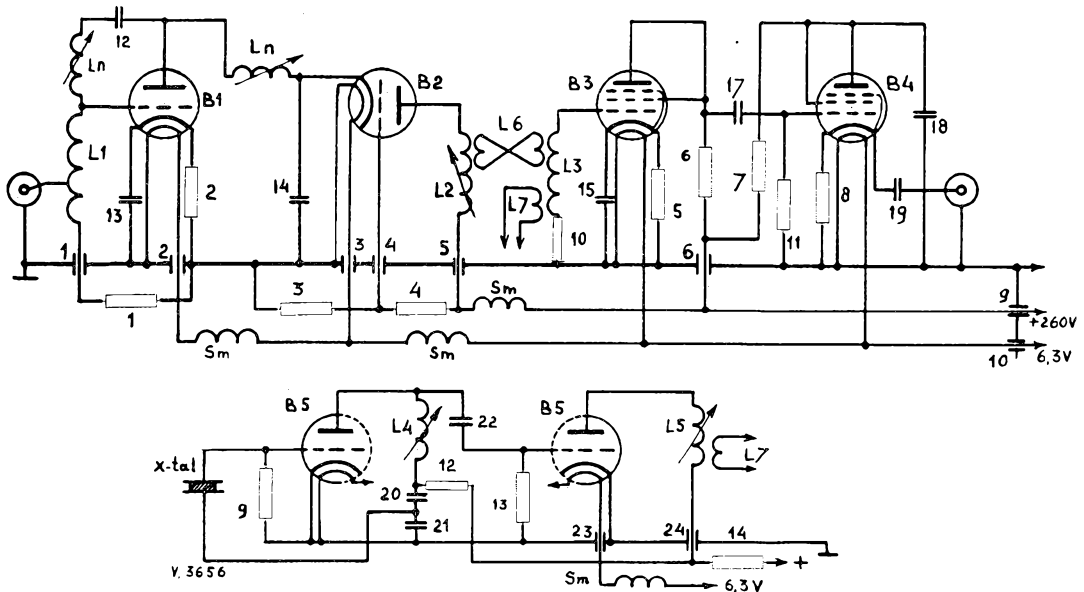 12
Ln
Ln
B1
B2
B3
B4
L1
13
2
14
L2
L6
L3
L7
15
5
10
6
17
7
11
8
18
19
1
2
3
4
5
6
1
3
4
Sm
Sm
Sm
9
+260V
10
6,3V
B5
L4
22
B5
L5
L7
X-tal
9
20
12
21
13
23
24
14
+
V. 3656
Sm
6,3V